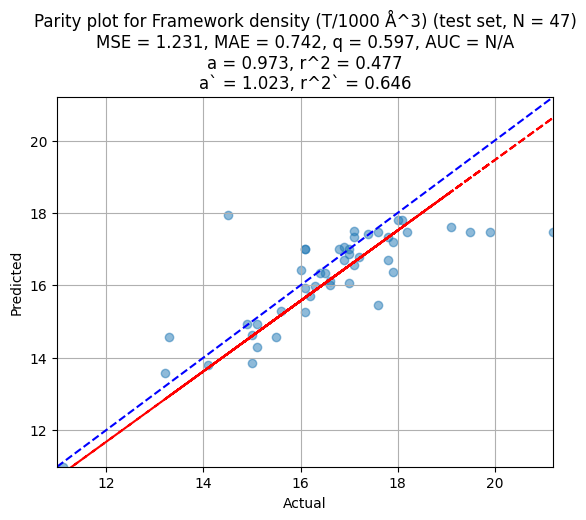 Parity plot for Framework density (T/1000 Å^3) (test set, N = 47)
MSE = 1.231, MAE = 0.742, q = 0.597, AUC = N/A
a = 0.973, r^2 = 0.477
a` = 1.023, r^2` = 0.646
20
18
16
14
12
Predicted
12 14 16 18 20
Actual